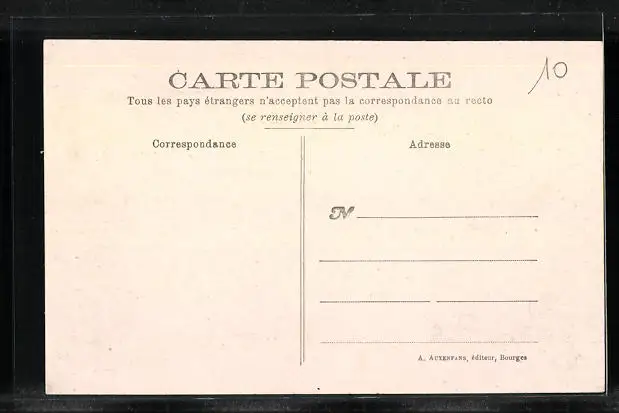 10
CARTE POSTALE
Tous les pays étrangers n'acceptent pas la correspondance au recto
(se renseigner à la poste)
Correspondance
Adresse
M
A. AUXENFANS, éditeur, Bourges